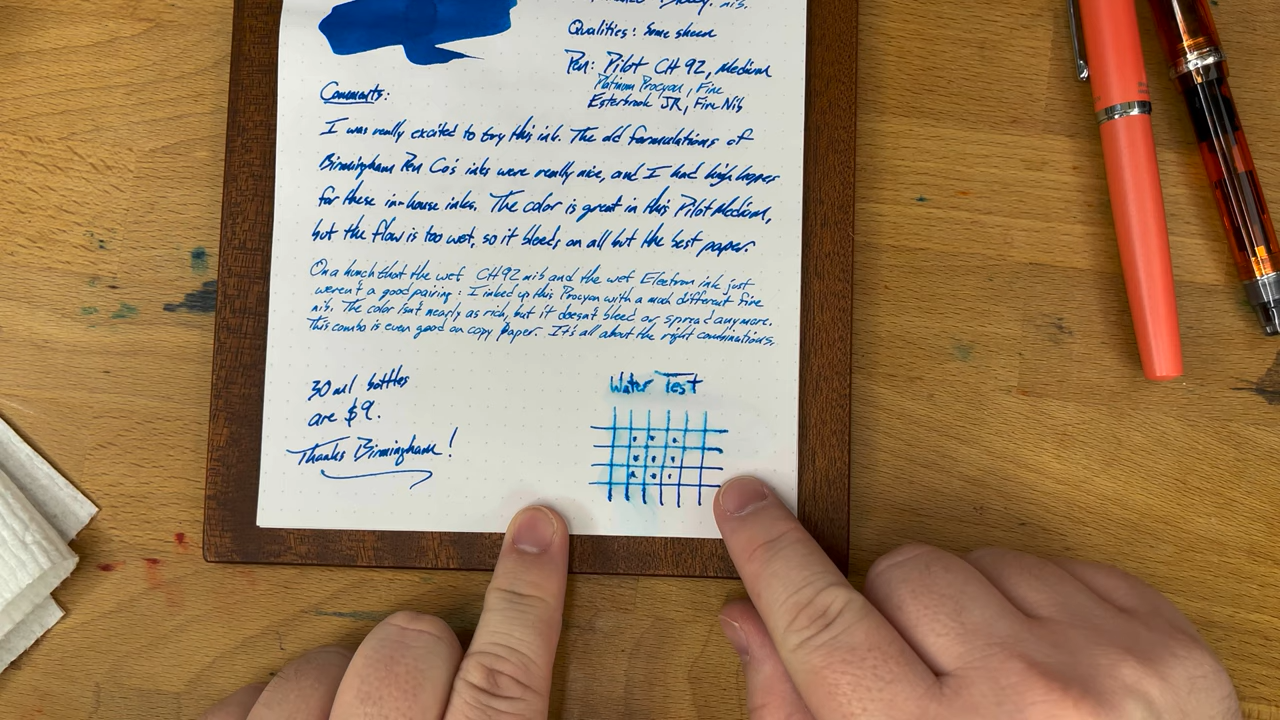 nib.
Qualities: Some sheen
Pen: Pilot CH 92, Medium
Platinum Procyon, Fine
Esterbrook JR, Fine Nib
Comments:
I was really excited to try this ink. The old formulations of
Birmingham Pen Co's inks were really nice, and I had high hopes
for these in-house inks. The color is great in this Pilot Medium,
but the flow is too wet, so it bleeds on all but the best paper.
On a hunch that the wet CH92 nib and the wet Electron ink just
weren't a good pairing; I inked up this Procyon with a much different fine
nib. The color isn't nearly as rich, but it doesn't bleed or spread anymore.
This combo is even good on copy paper. It's all about the right combinations.
30 ml bottles
are $9.
Thanks Birmingham!
Water Test